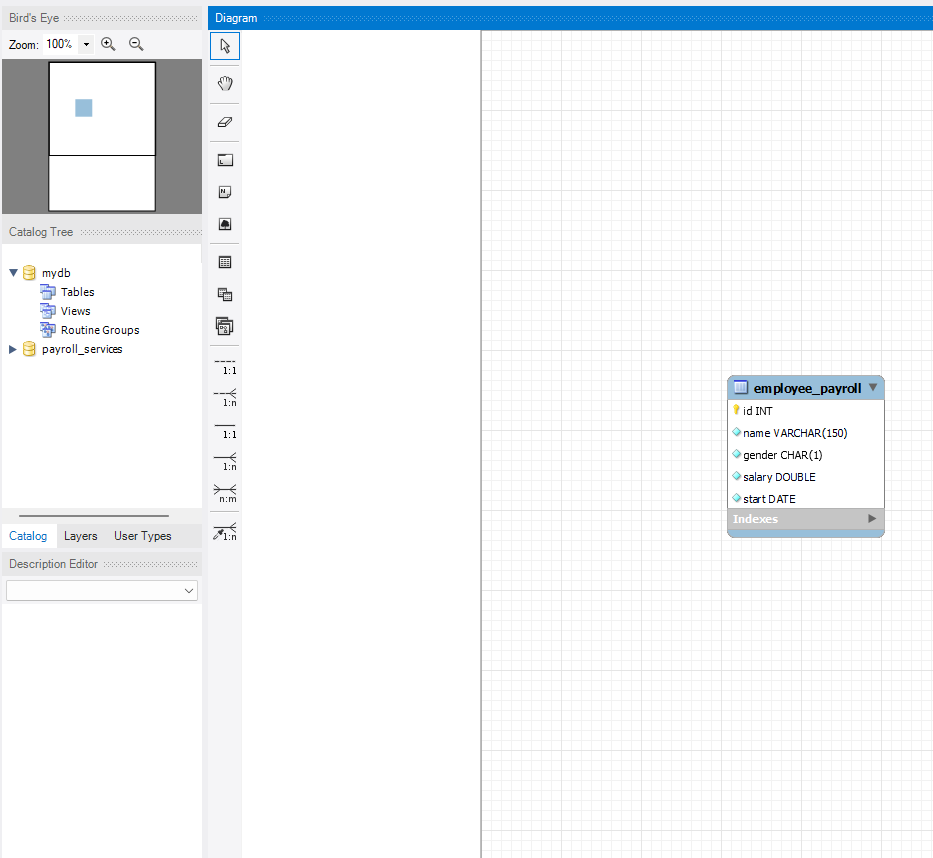 Bird's Eye
Zoom: 100%
Catalog Tree
mydb
Tables
Views
Routine Groups
payroll_services
Catalog Layers User Types
Description Editor
Diagram
L
N
1:1
1:n
1:1
1:n
n:m
1:n
employee_payroll
id INT
name VARCHAR(150)
gender CHAR(1)
salary DOUBLE
start DATE
Indexes